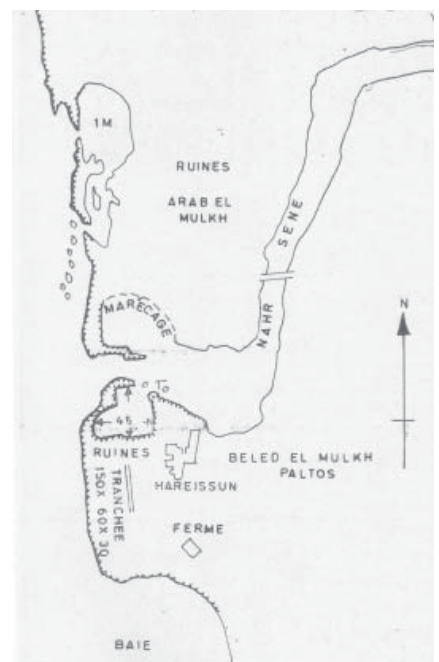 1M
RUINES
ARAB EL
MULKH
NAHR SENE
MARECAGE
N
To
45
RUINES
TRANCHEE
150X 60X 30
HAREISSUN
BELED EL MULKH
PALTOS
FERME
BAIE